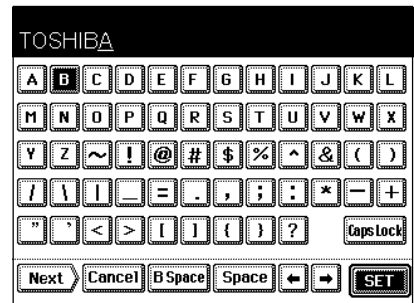 TOSHIBA
A B C D E F G H I J K L
M N O P Q R S T U V W X
Y Z ~ ! @ # $ % ^ & ( )
/ \ | _ = . , ; : * — +
" ' < > [ ] { } ? Caps Lock
Next Cancel B Space Space ← → SET